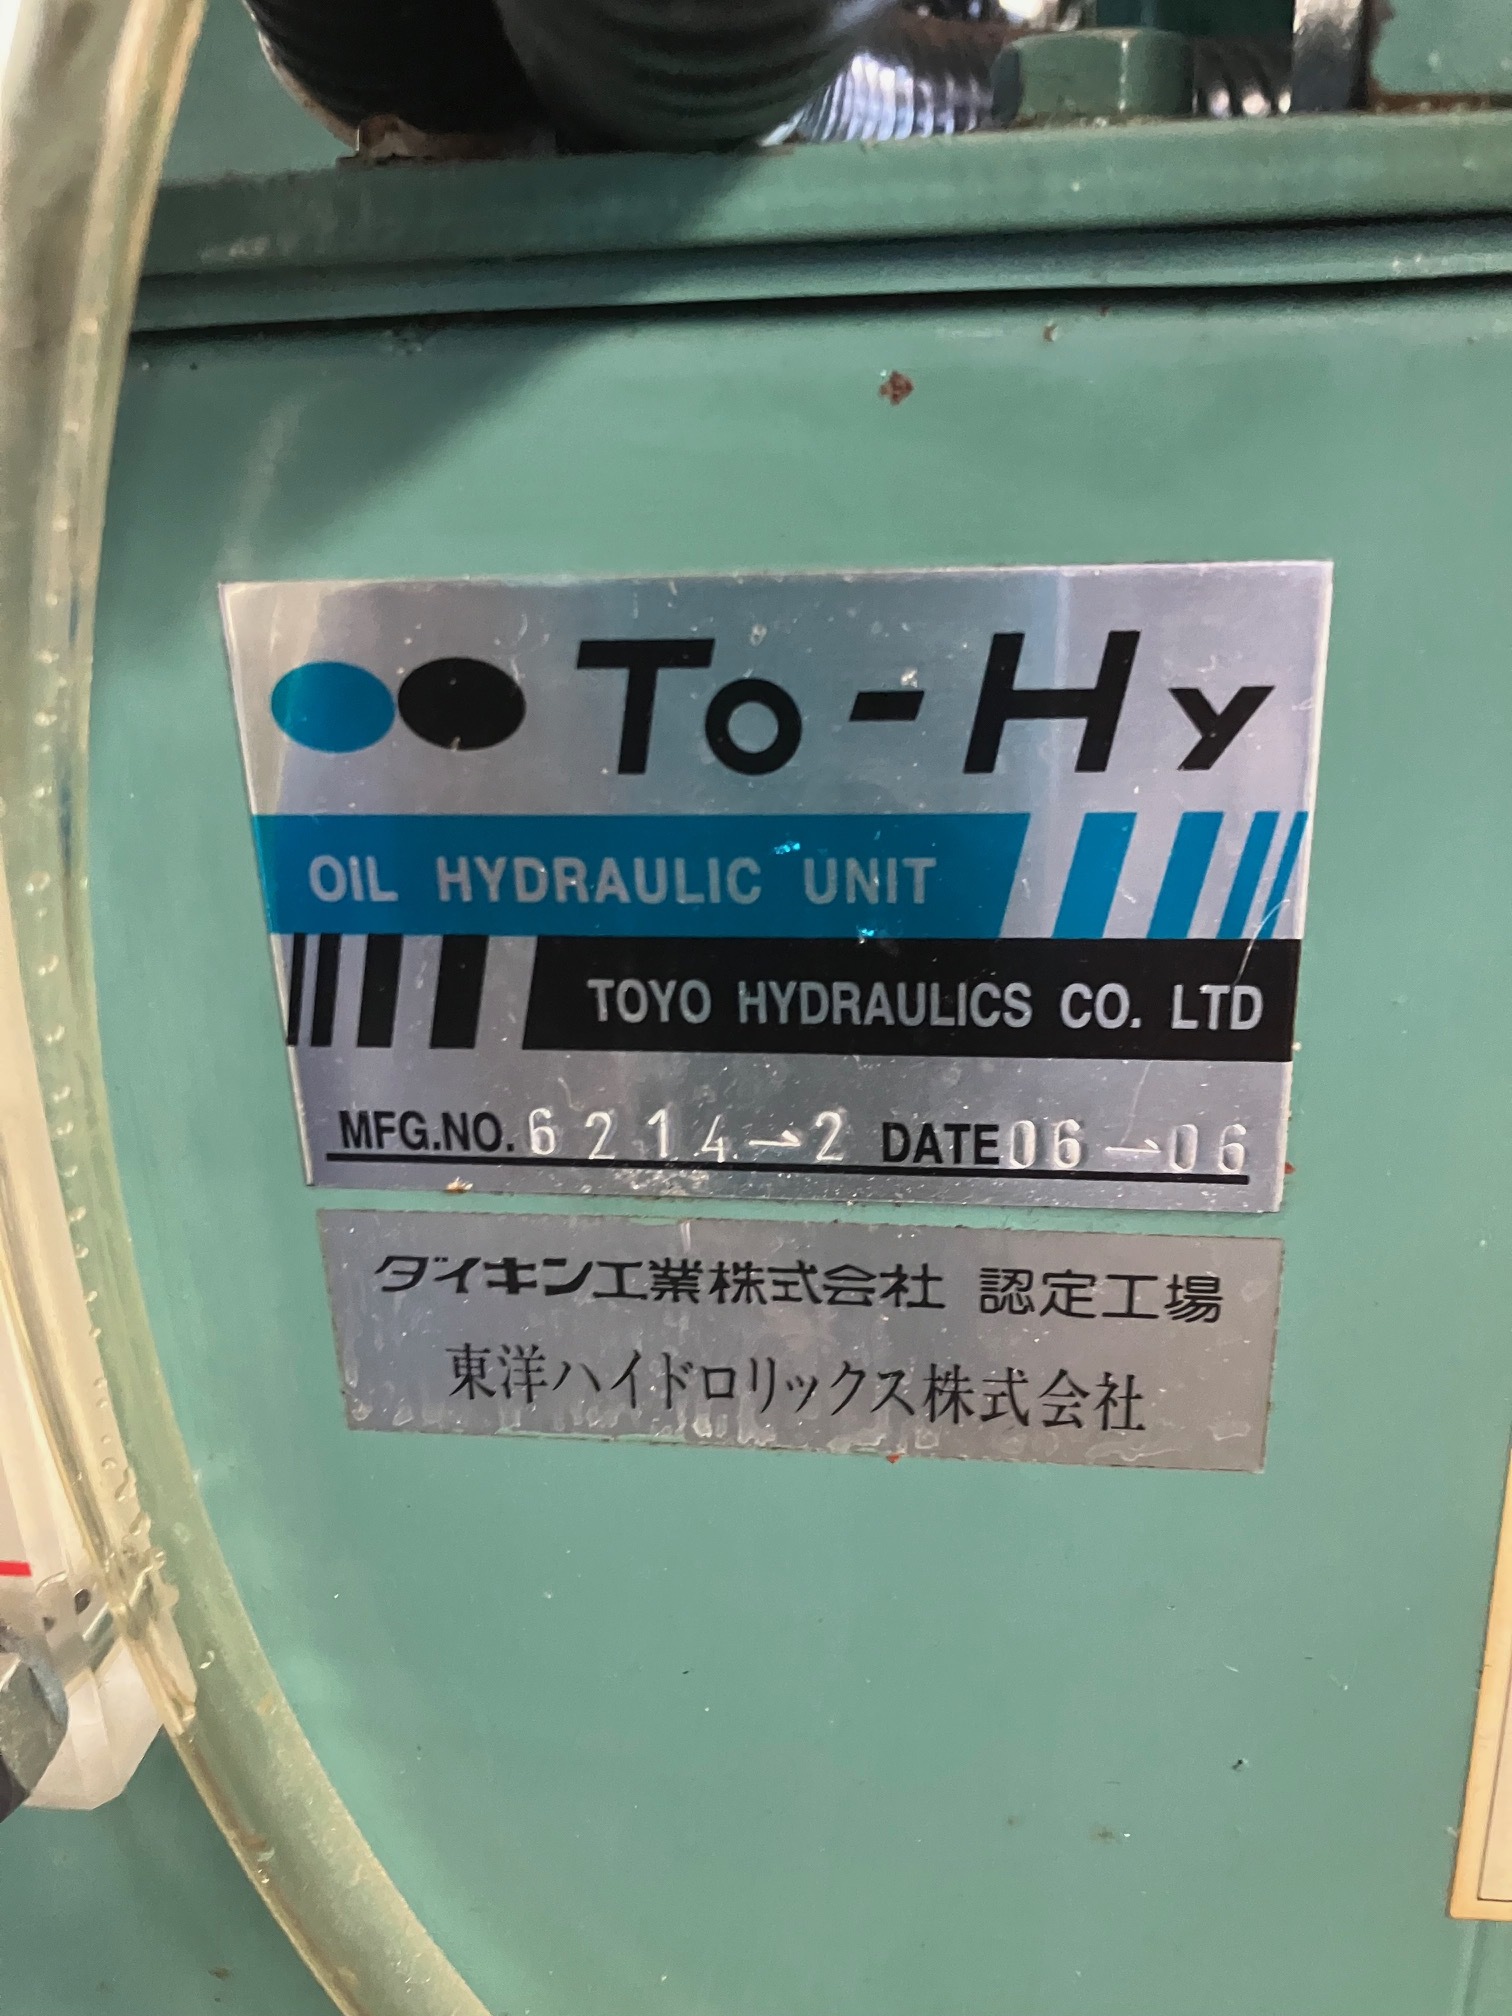 To-Hy
OIL HYDRAULIC UNIT
TOYO HYDRAULICS CO. LTD
MFG.NO. 6214-2 DATE 06-06
ダイキン工業株式会社 認定工場
東洋ハイドロリックス株式会社